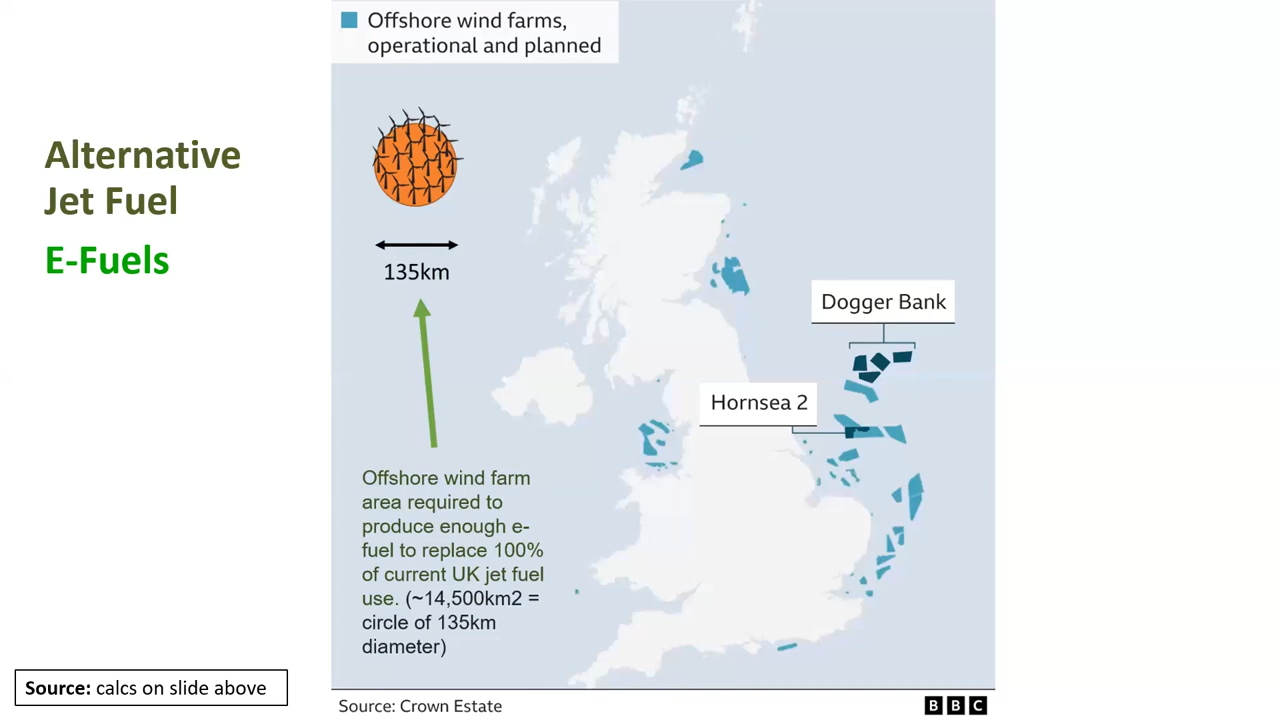 Alternative
Jet Fuel
E-Fuels
Offshore wind farms,
operational and planned
135km
Dogger Bank
Hornsea 2
Offshore wind farm
area required to
produce enough e-
fuel to replace 100%
of current UK jet fuel
use. (~14,500km2 =
circle of 135km
diameter)
Source: calcs on slide above
Source: Crown Estate
BBC